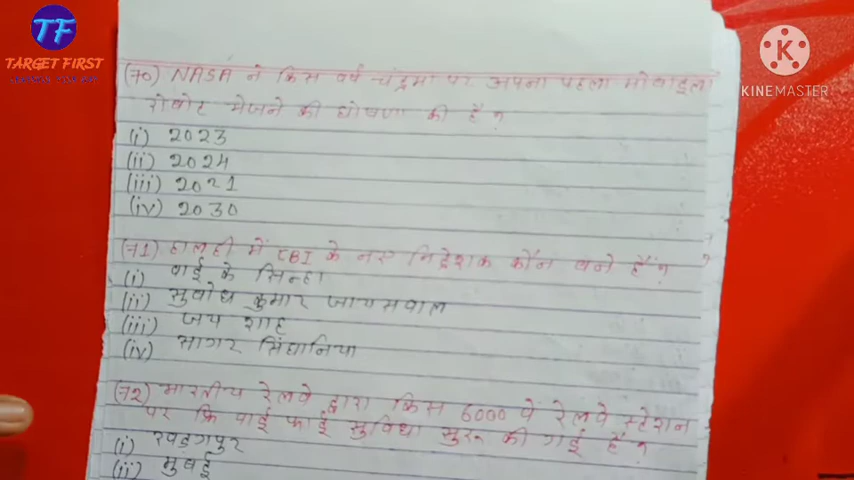 TF
TARGET FIRST
KINEMASTER
(70) NASA ने किस वर्ष चंद्रमा पर अपना पहला मोबाइल
रोबोट भेजने की घोषणा की है ?
(i) 2023
(ii) 2024
(iii) 2021
(iv) 2030
(71) हालही में CBI के नए निद्रेशक कौन बने हैं ?
(i) वाई के सिन्हा
(ii) सुबोध कुमार जायसवाल
(iii) जय शाह
(iv) सागर सिंघानिया
(72) भारतीय रेलवे द्वारा किस 6000 वें रेलवे स्टेशन
पर फ्रि वाई फाई सुविधा सुरू की गई हैं ?
(i) खड़गपुर
(ii) मुंबई